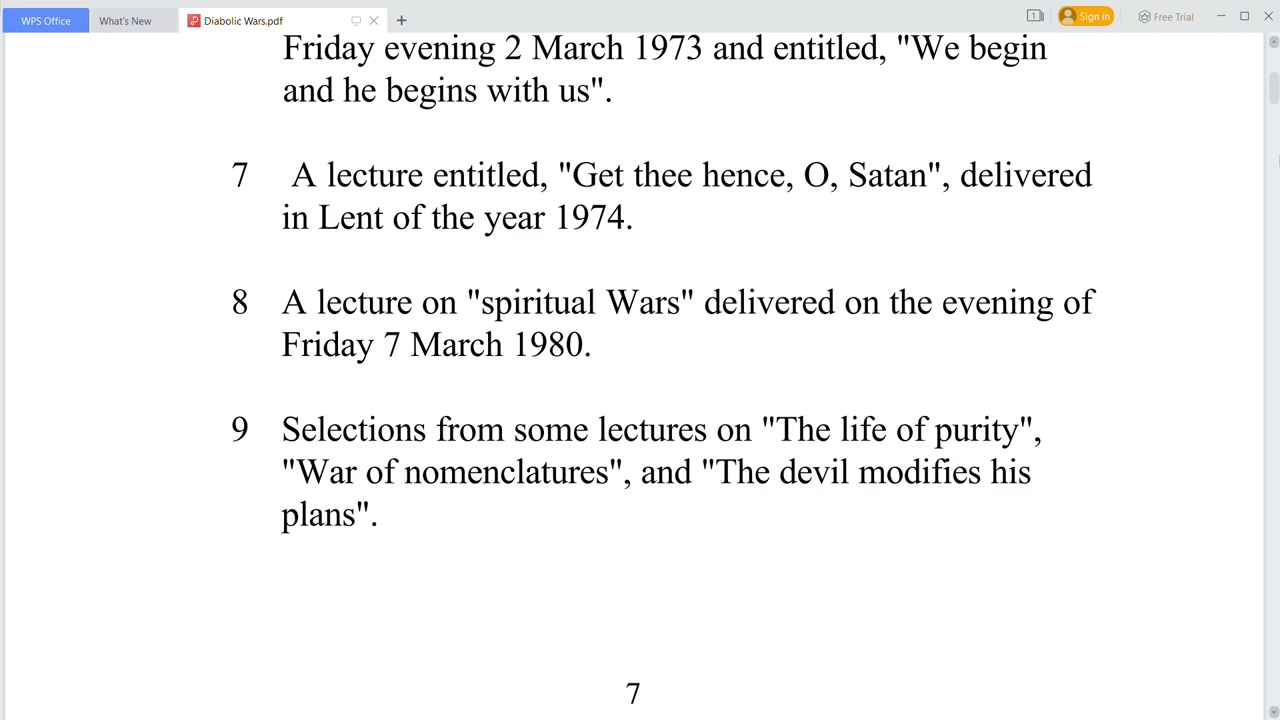 WPS Office
What's New
Diabolic Wars.pdf
1
Sign in
Free Trial
Friday evening 2 March 1973 and entitled, "We begin
and he begins with us".
7 A lecture entitled, "Get thee hence, O, Satan", delivered
in Lent of the year 1974.
8 A lecture on "spiritual Wars" delivered on the evening of
Friday 7 March 1980.
9 Selections from some lectures on "The life of purity",
"War of nomenclatures", and "The devil modifies his
plans".
7